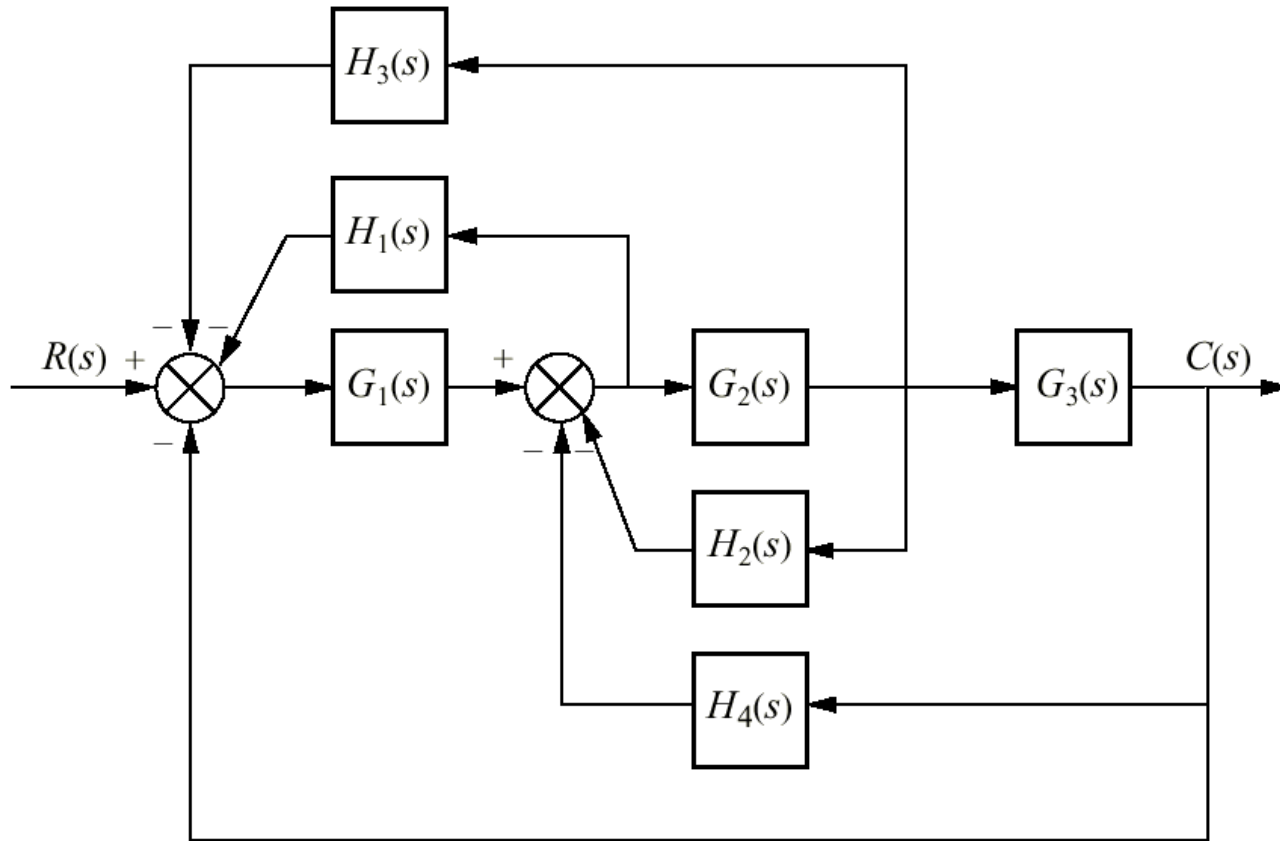 H₃(s)
H₁(s)
− −
R(s) + G₁(s) + G₂(s) G₃(s) C(s)
−
− −
H₂(s)
H₄(s)